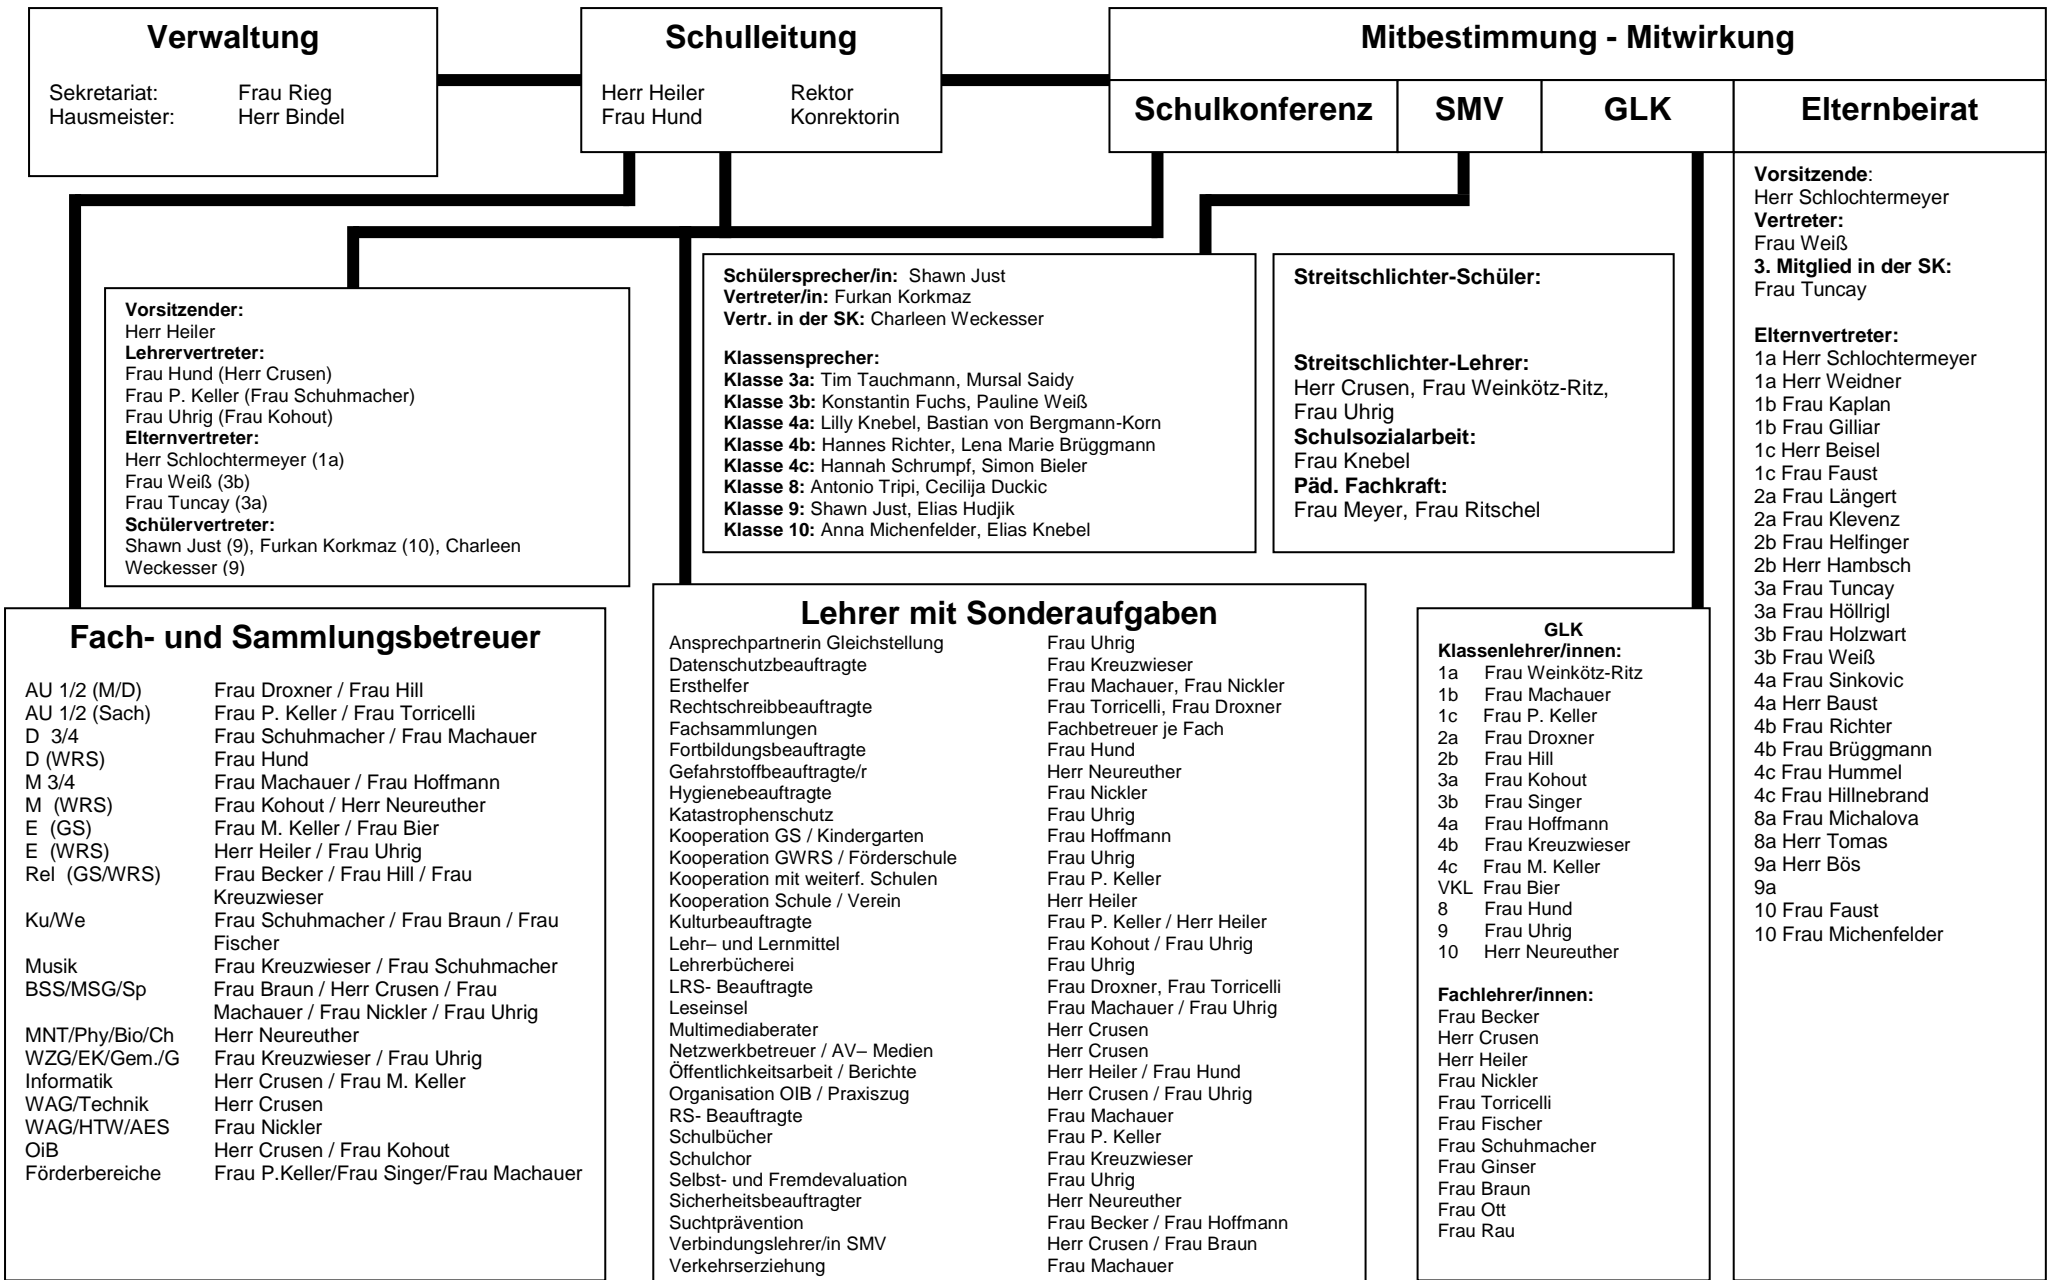 Verwaltung
Sekretariat: Frau Rieg
Hausmeister: Herr Bindel
Schulleitung
Herr Heiler Rektor
Frau Hund Konrektorin
Mitbestimmung - Mitwirkung
Schulkonferenz SMV GLK Elternbeirat
Vorsitzender:
Herr Heiler
Lehrervertreter:
Frau Hund (Herr Crusen)
Frau P. Keller (Frau Schuhmacher)
Frau Uhrig (Frau Kohout)
Elternvertreter:
Herr Schlochtermeyer (1a)
Frau Weiß (3b)
Frau Tuncay (3a)
Schülervertreter:
Shawn Just (9), Furkan Korkmaz (10), Charleen
Weckesser (9)
Schülersprecher/in: Shawn Just
Vertreter/in: Furkan Korkmaz
Vertr. in der SK: Charleen Weckesser
Klassensprecher:
Klasse 3a: Tim Tauchmann, Mursal Saidy
Klasse 3b: Konstantin Fuchs, Pauline Weiß
Klasse 4a: Lilly Knebel, Bastian von Bergmann-Korn
Klasse 4b: Hannes Richter, Lena Marie Brüggmann
Klasse 4c: Hannah Schrumpf, Simon Bieler
Klasse 8: Antonio Tripi, Cecilija Duckic
Klasse 9: Shawn Just, Elias Hudjik
Klasse 10: Anna Michenfelder, Elias Knebel
Streitschlichter-Schüler:
Streitschlichter-Lehrer:
Herr Crusen, Frau Weinkötz-Ritz,
Frau Uhrig
Schulsozialarbeit:
Frau Knebel
Päd. Fachkraft:
Frau Meyer, Frau Ritschel
Vorsitzende:
Herr Schlochtermeyer
Vertreter:
Frau Weiß
3. Mitglied in der SK:
Frau Tuncay
Elternvertreter:
1a Herr Schlochtermeyer
1a Herr Weidner
1b Frau Kaplan
1b Frau Gilliar
1c Herr Beisel
1c Frau Faust
2a Frau Längert
2a Frau Klevenz
2b Frau Helfinger
2b Herr Hambsch
3a Frau Tuncay
3a Frau Höllrigl
3b Frau Holzwart
3b Frau Weiß
4a Frau Sinkovic
4a Herr Baust
4b Frau Richter
4b Frau Brüggmann
4c Frau Hummel
4c Frau Hillnebrand
8a Frau Michalova
8a Herr Tomas
9a Herr Bös
9a
10 Frau Faust
10 Frau Michenfelder
Fach- und Sammlungsbetreuer
AU 1/2 (M/D) Frau Droxner / Frau Hill
AU 1/2 (Sach) Frau P. Keller / Frau Torricelli
D 3/4 Frau Schuhmacher / Frau Machauer
D (WRS) Frau Hund
M 3/4 Frau Machauer / Frau Hoffmann
M (WRS) Frau Kohout / Herr Neureuther
E (GS) Frau M. Keller / Frau Bier
E (WRS) Herr Heiler / Frau Uhrig
Rel (GS/WRS) Frau Becker / Frau Hill / Frau
Kreuzwieser
Ku/We Frau Schuhmacher / Frau Braun / Frau
Fischer
Musik Frau Kreuzwieser / Frau Schuhmacher
BSS/MSG/Sp Frau Braun / Herr Crusen / Frau
Machauer / Frau Nickler / Frau Uhrig
MNT/Phy/Bio/Ch Herr Neureuther
WZG/EK/Gem./G Frau Kreuzwieser / Frau Uhrig
Informatik Herr Crusen / Frau M. Keller
WAG/Technik Herr Crusen
WAG/HTW/AES Frau Nickler
OiB Herr Crusen / Frau Kohout
Förderbereiche Frau P.Keller/Frau Singer/Frau Machauer
Lehrer mit Sonderaufgaben
Ansprechpartnerin Gleichstellung Frau Uhrig
Datenschutzbeauftragte Frau Kreuzwieser
Ersthelfer Frau Machauer, Frau Nickler
Rechtschreibbeauftragte Frau Torricelli, Frau Droxner
Fachsammlungen Fachbetreuer je Fach
Fortbildungsbeauftragte Frau Hund
Gefahrstoffbeauftragte/r Herr Neureuther
Hygienebeauftragte Frau Nickler
Katastrophenschutz Frau Uhrig
Kooperation GS / Kindergarten Frau Hoffmann
Kooperation GWRS / Förderschule Frau Uhrig
Kooperation mit weiterf. Schulen Frau P. Keller
Kooperation Schule / Verein Herr Heiler
Kulturbeauftragte Frau P. Keller / Herr Heiler
Lehr– und Lernmittel Frau Kohout / Frau Uhrig
Lehrerbücherei Frau Uhrig
LRS- Beauftragte Frau Droxner, Frau Torricelli
Leseinsel Frau Machauer / Frau Uhrig
Multimediaberater Herr Crusen
Netzwerkbetreuer / AV– Medien Herr Crusen
Öffentlichkeitsarbeit / Berichte Herr Heiler / Frau Hund
Organisation OIB / Praxiszug Herr Crusen / Frau Uhrig
RS- Beauftragte Frau Machauer
Schulbücher Frau P. Keller
Schulchor Frau Kreuzwieser
Selbst- und Fremdevaluation Frau Uhrig
Sicherheitsbeauftragter Herr Neureuther
Suchtprävention Frau Becker / Frau Hoffmann
Verbindungslehrer/in SMV Herr Crusen / Frau Braun
Verkehrserziehung Frau Machauer
GLK
Klassenlehrer/innen:
1a Frau Weinkötz-Ritz
1b Frau Machauer
1c Frau P. Keller
2a Frau Droxner
2b Frau Hill
3a Frau Kohout
3b Frau Singer
4a Frau Hoffmann
4b Frau Kreuzwieser
4c Frau M. Keller
VKL Frau Bier
8 Frau Hund
9 Frau Uhrig
10 Herr Neureuther
Fachlehrer/innen:
Frau Becker
Herr Crusen
Herr Heiler
Frau Nickler
Frau Torricelli
Frau Fischer
Frau Schuhmacher
Frau Ginser
Frau Braun
Frau Ott
Frau Rau